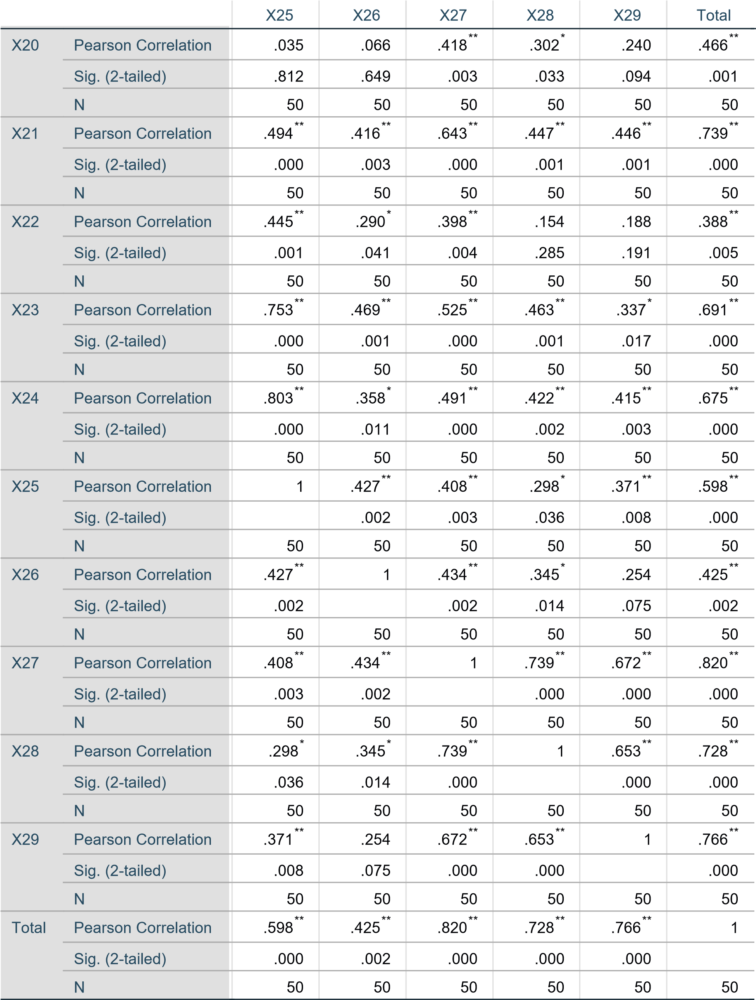 X25 X26 X27 X28 X29 Total
X20 Pearson Correlation .035 .066 .418** .302* .240 .466**
Sig. (2-tailed) .812 .649 .003 .033 .094 .001
N 50 50 50 50 50 50
X21 Pearson Correlation .494** .416** .643** .447** .446** .739**
Sig. (2-tailed) .000 .003 .000 .001 .001 .000
N 50 50 50 50 50 50
X22 Pearson Correlation .445** .290* .398** .154 .188 .388**
Sig. (2-tailed) .001 .041 .004 .285 .191 .005
N 50 50 50 50 50 50
X23 Pearson Correlation .753** .469** .525** .463** .337* .691**
Sig. (2-tailed) .000 .001 .000 .001 .017 .000
N 50 50 50 50 50 50
X24 Pearson Correlation .803** .358* .491** .422** .415** .675**
Sig. (2-tailed) .000 .011 .000 .002 .003 .000
N 50 50 50 50 50 50
X25 Pearson Correlation 1 .427** .408** .298* .371** .598**
Sig. (2-tailed) .002 .003 .036 .008 .000
N 50 50 50 50 50 50
X26 Pearson Correlation .427** 1 .434** .345* .254 .425**
Sig. (2-tailed) .002 .002 .014 .075 .002
N 50 50 50 50 50 50
X27 Pearson Correlation .408** .434** 1 .739** .672** .820**
Sig. (2-tailed) .003 .002 .000 .000 .000
N 50 50 50 50 50 50
X28 Pearson Correlation .298* .345* .739** 1 .653** .728**
Sig. (2-tailed) .036 .014 .000 .000 .000
N 50 50 50 50 50 50
X29 Pearson Correlation .371** .254 .672** .653** 1 .766**
Sig. (2-tailed) .008 .075 .000 .000 .000
N 50 50 50 50 50 50
Total Pearson Correlation .598** .425** .820** .728** .766** 1
Sig. (2-tailed) .000 .002 .000 .000 .000
N 50 50 50 50 50 50